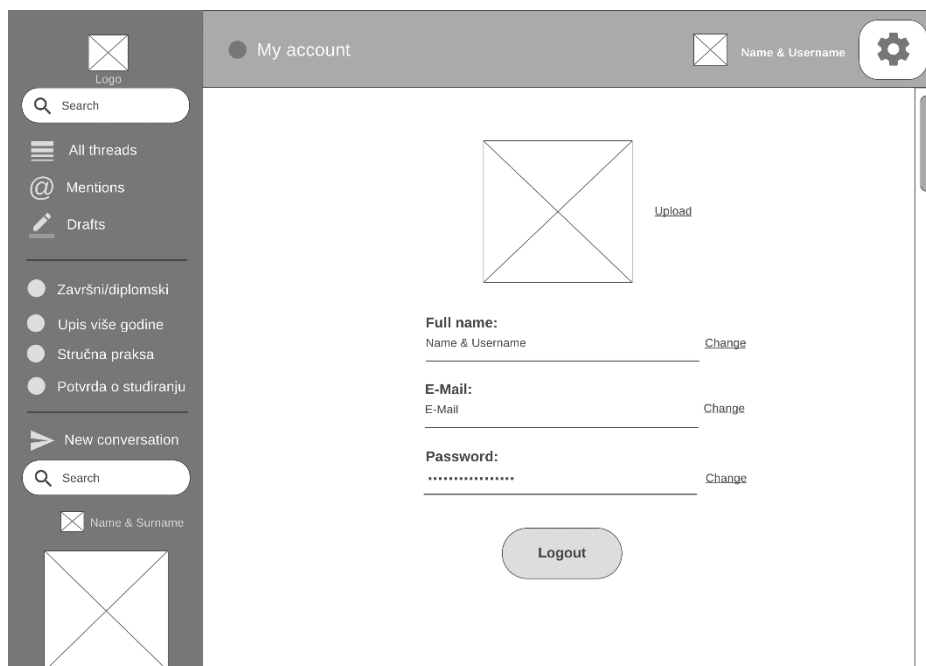 Logo
Search
All threads
Mentions
Drafts
Završni/diplomski
Upis više godine
Stručna praksa
Potvrda o studiranju
New conversation
Search
Name & Surname
My account
Name & Username
Upload
Full name:
Name & Username
Change
E-Mail:
E-Mail
Change
Password:
Change
Logout